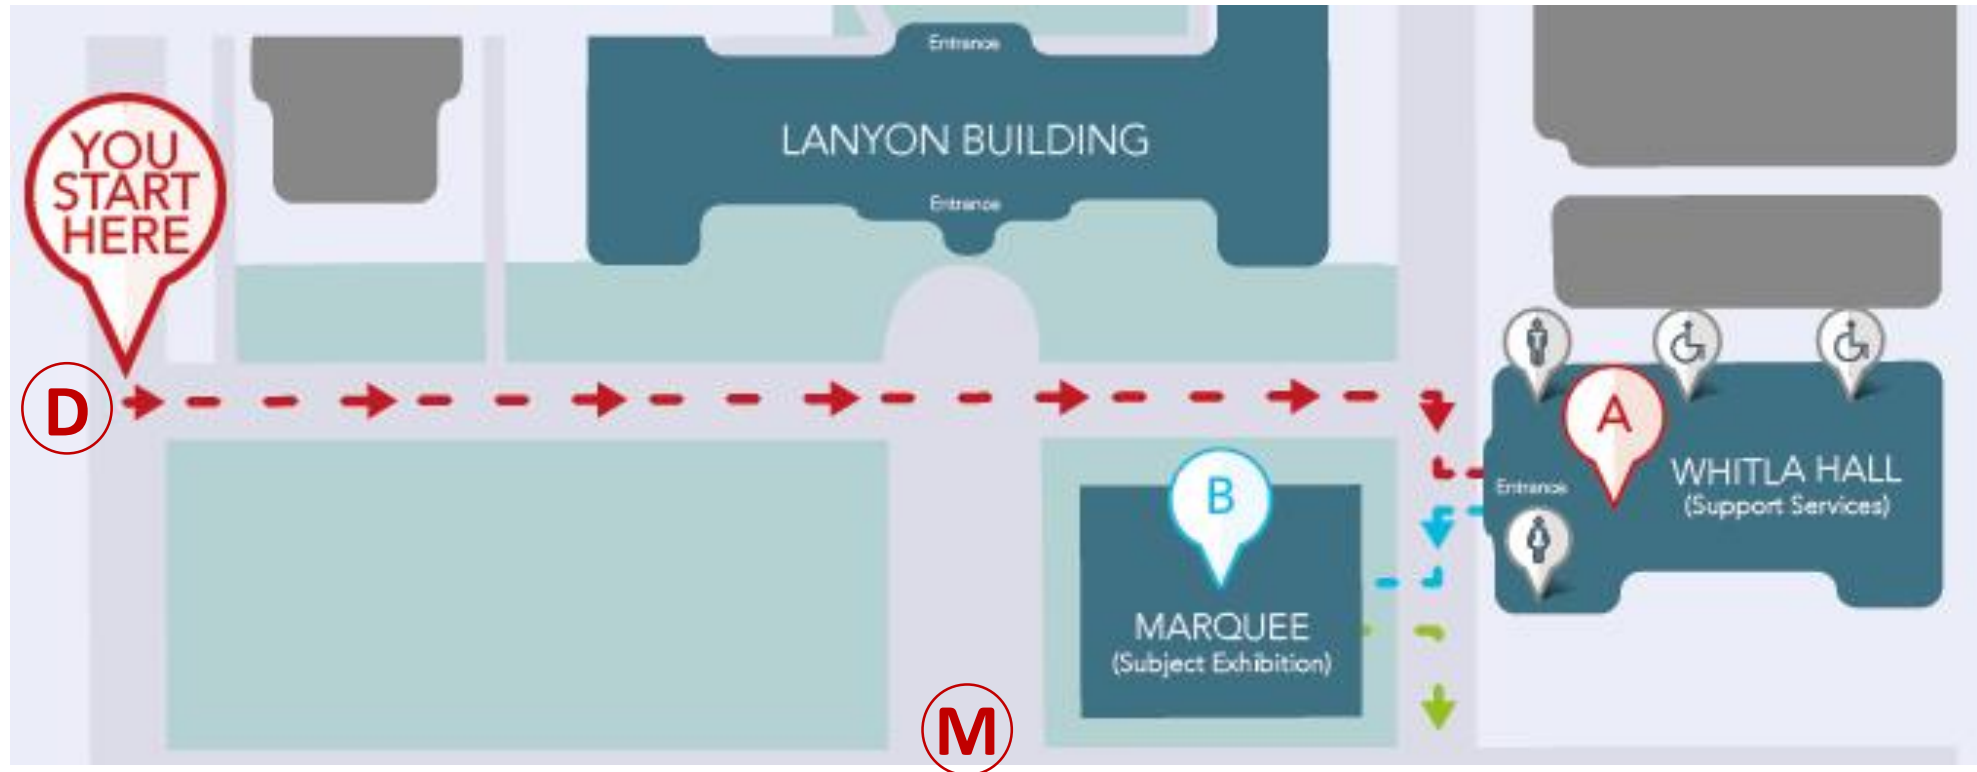 Entrance
LANYON BUILDING
Entrance
YOU
START
HERE
D
A
WHITLA HALL
(Support Services)
Entrance
B
MARQUEE
(Subject Exhibition)
M